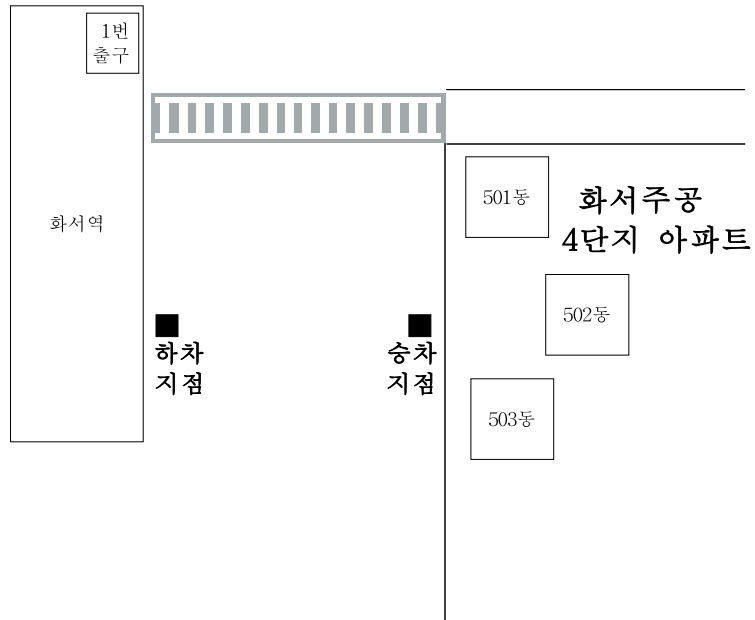 1번
출구
501동
화서주공
4단지 아파트
화서역
502동
하차
지점
승차
지점
503동